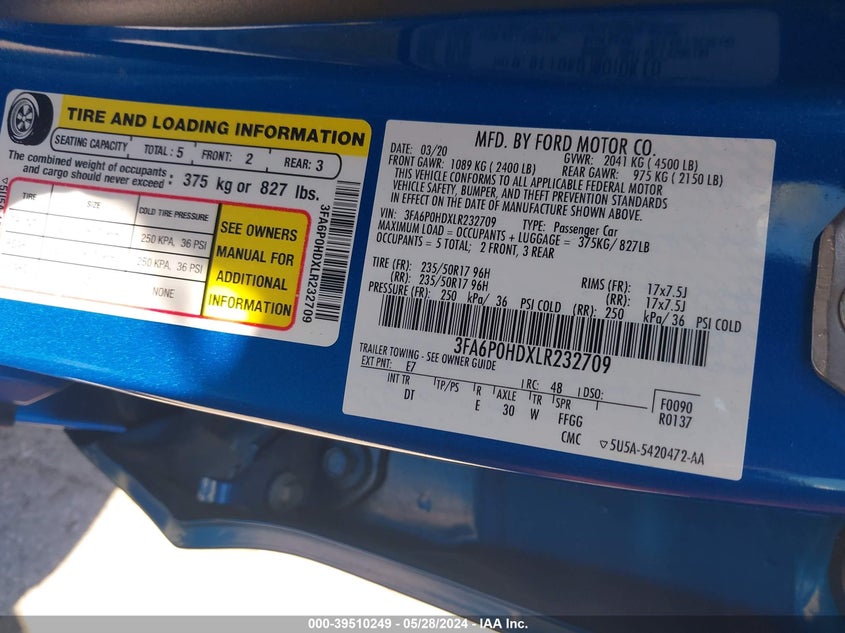 TIRE AND LOADING INFORMATION
SEATING CAPACITY TOTAL: 5 FRONT: 2 REAR: 3
The combined weight of occupants and cargo should never exceed: 375 kg or 827 lbs.
TIRE SIZE COLD TIRE PRESSURE
250 KPA, 36 PSI
250 KPA, 36 PSI
NONE
SEE OWNERS
MANUAL FOR
ADDITIONAL
INFORMATION
3FA6P0HDXLR232709
MFD. BY FORD MOTOR CO.
DATE: 03/20 GVWR: 2041 KG ( 4500 LB)
FRONT GAWR: 1089 KG ( 2400 LB) REAR GAWR: 975 KG ( 2150 LB)
THIS VEHICLE CONFORMS TO ALL APPLICABLE FEDERAL MOTOR
VEHICLE SAFETY, BUMPER, AND THEFT PREVENTION STANDARDS
IN EFFECT ON THE DATE OF MANUFACTURE SHOWN ABOVE.
VIN: 3FA6P0HDXLR232709 TYPE: Passenger Car
MAXIMUM LOAD = OCCUPANTS + LUGGAGE = 375KG/ 827LB
OCCUPANTS = 5 TOTAL; 2 FRONT, 3 REAR
TIRE (FR): 235/50R17 96H RIMS (FR): 17x7.5J
(RR): 235/50R17 96H (RR): 17x7.5J
PRESSURE (FR): 250 kPa/ 36 PSI COLD (RR): 250 kPa/36 PSI COLD
3FA6P0HDXLR232709
TRAILER TOWING - SEE OWNER GUIDE
EXT PNT: E7 RC: 48 DSO: F0090
INT TR TP/PS R AXLE TR SPR R0137
DT E 30 W FFGG
CMC 5U5A-5420472-AA
000-39510249 - 05/28/2024 - IAA Inc.